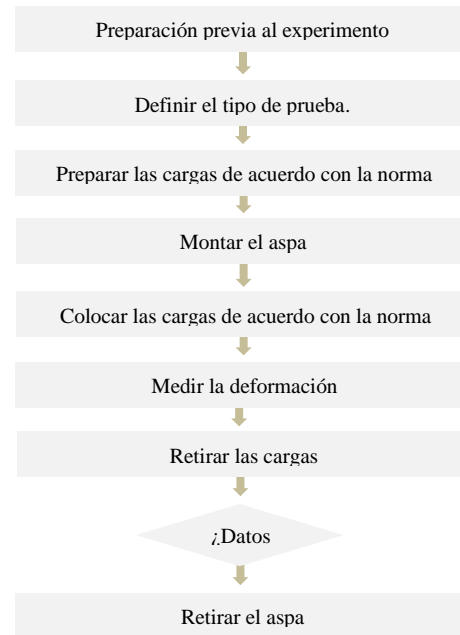 Preparación previa al experimento
Definir el tipo de prueba.
Preparar las cargas de acuerdo con la norma
Montar el aspa
Colocar las cargas de acuerdo con la norma
Medir la deformación
Retirar las cargas
¿Datos
Retirar el aspa